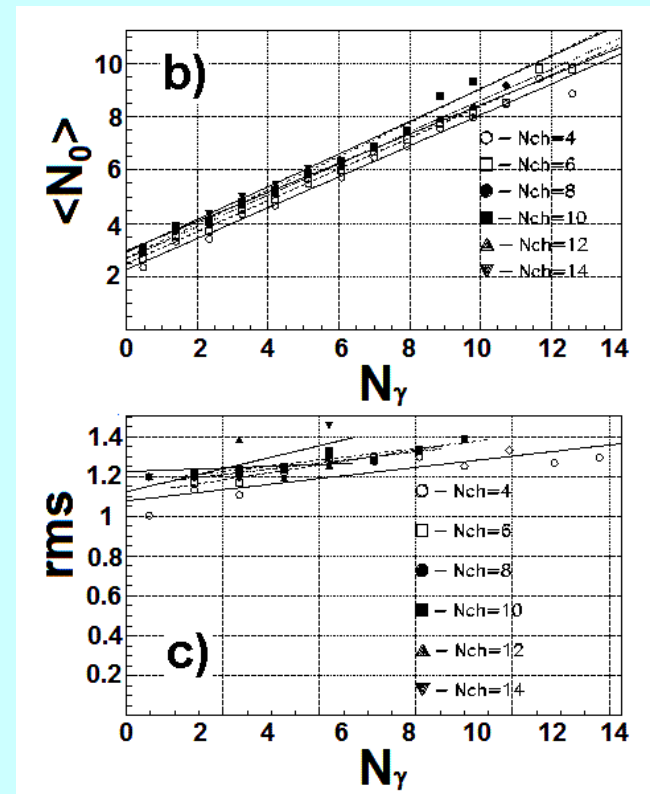 b)
<N₀>
10
8
6
4
2
○ – Nch=4
□ – Nch=6
● – Nch=8
■ – Nch=10
▲ – Nch=12
▼ – Nch=14
0 2 4 6 8 10 12 14
Nγ
c)
rms
1.4
1.2
1
0.8
0.6
0.4
0.2
○ – Nch=4
□ – Nch=6
● – Nch=8
■ – Nch=10
▲ – Nch=12
▼ – Nch=14
0 2 4 6 8 10 12 14
Nγ